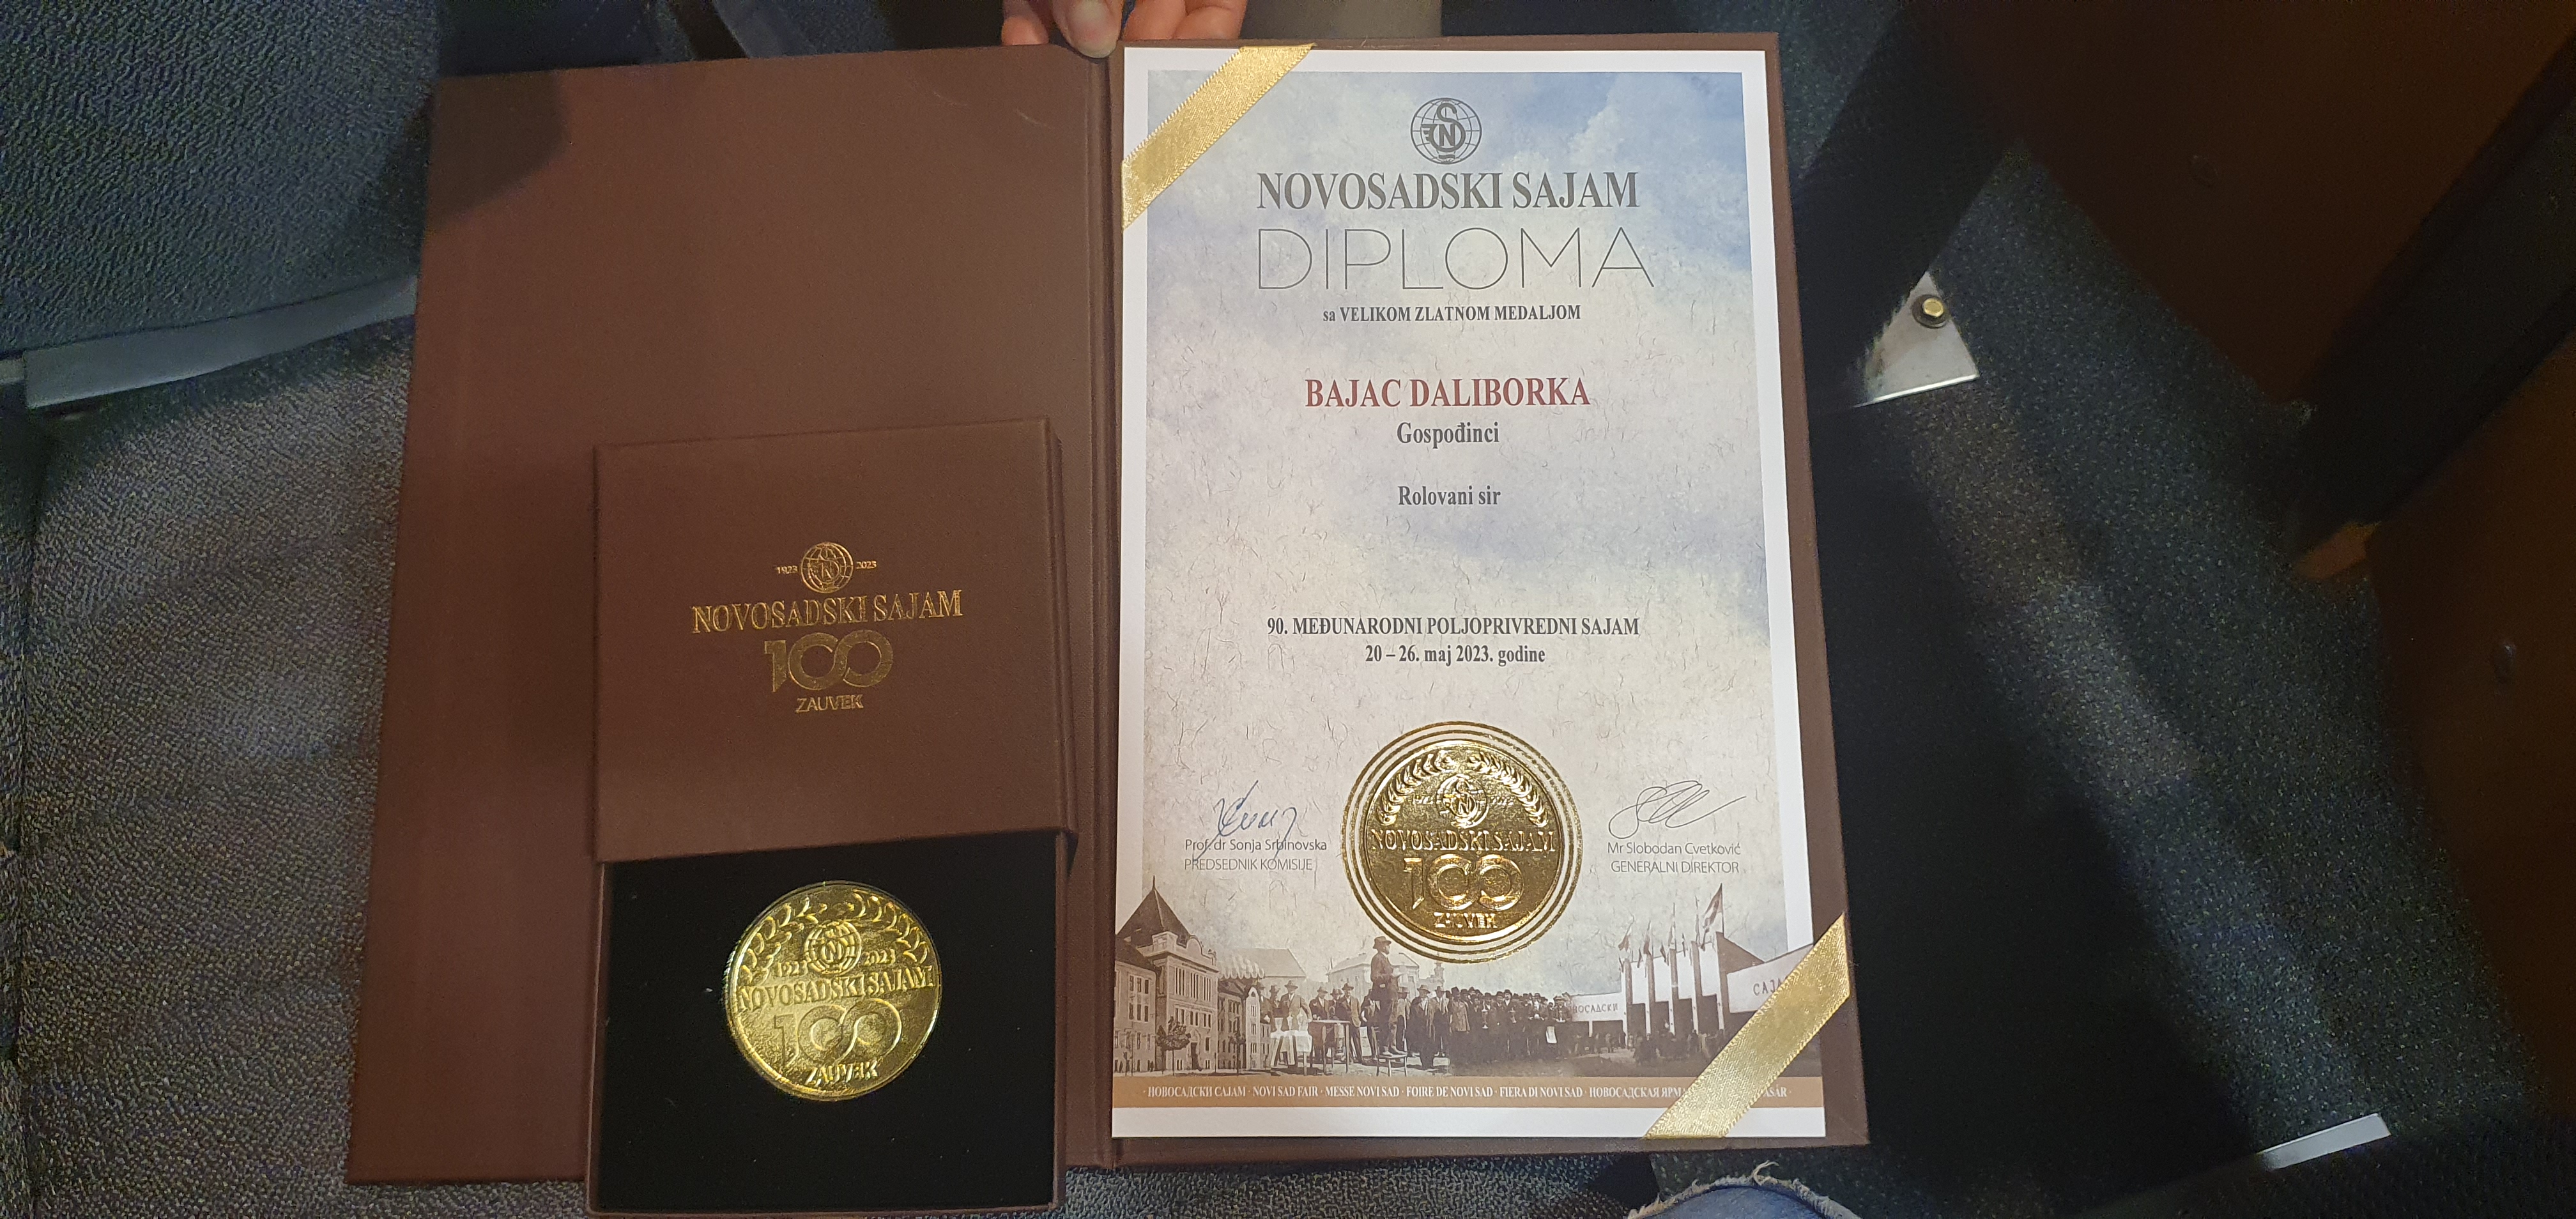 1923 2023
NOVOSADSKI SAJAM
100
ZAUVEK
1923 2023
NOVOSADSKI SAJAM
100
ZAUVEK
NOVOSADSKI SAJAM
DIPLOMA
sa VELIKOM ZLATNOM MEDALJOM
BAJAC DALIBORKA
Gospođinci
Rolovani sir
90. MEĐUNARODNI POLJOPRIVREDNI SAJAM
20 – 26. maj 2023. godine
NOVOSADSKI SAJAM
100
ZAUVEK
Prof. dr Sonja Srbinovska
PREDSEDNIK KOMISIJE
Mr Slobodan Cvetković
GENERALNI DIREKTOR
· НОВОСАДСКИ САЈАМ · NOVI SAD FAIR · MESSE NOVI SAD · FOIRE DE NOVI SAD · FIERA DI NOVI SAD · НОВОСАДСКАЯ